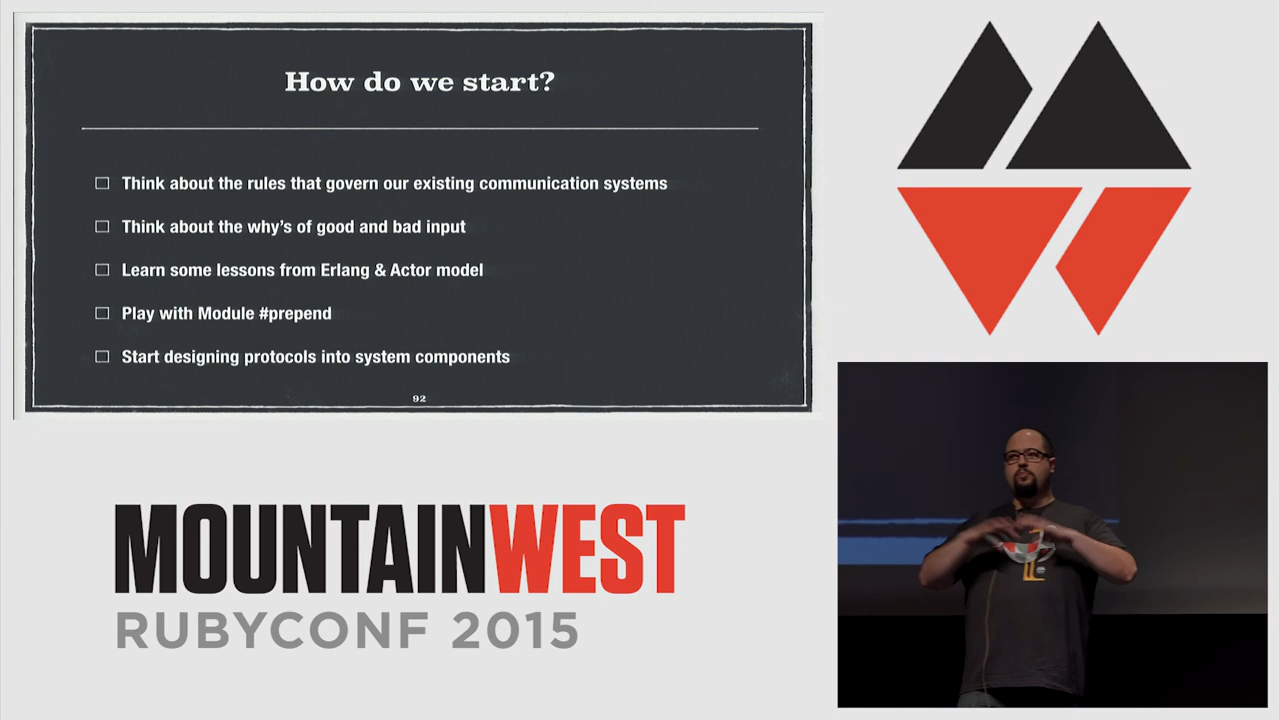 How do we start?
Think about the rules that govern our existing communication systems
Think about the why's of good and bad input
Learn some lessons from Erlang & Actor model
Play with Module #prepend
Start designing protocols into system components
92
MOUNTAINWEST
RUBYCONF 2015